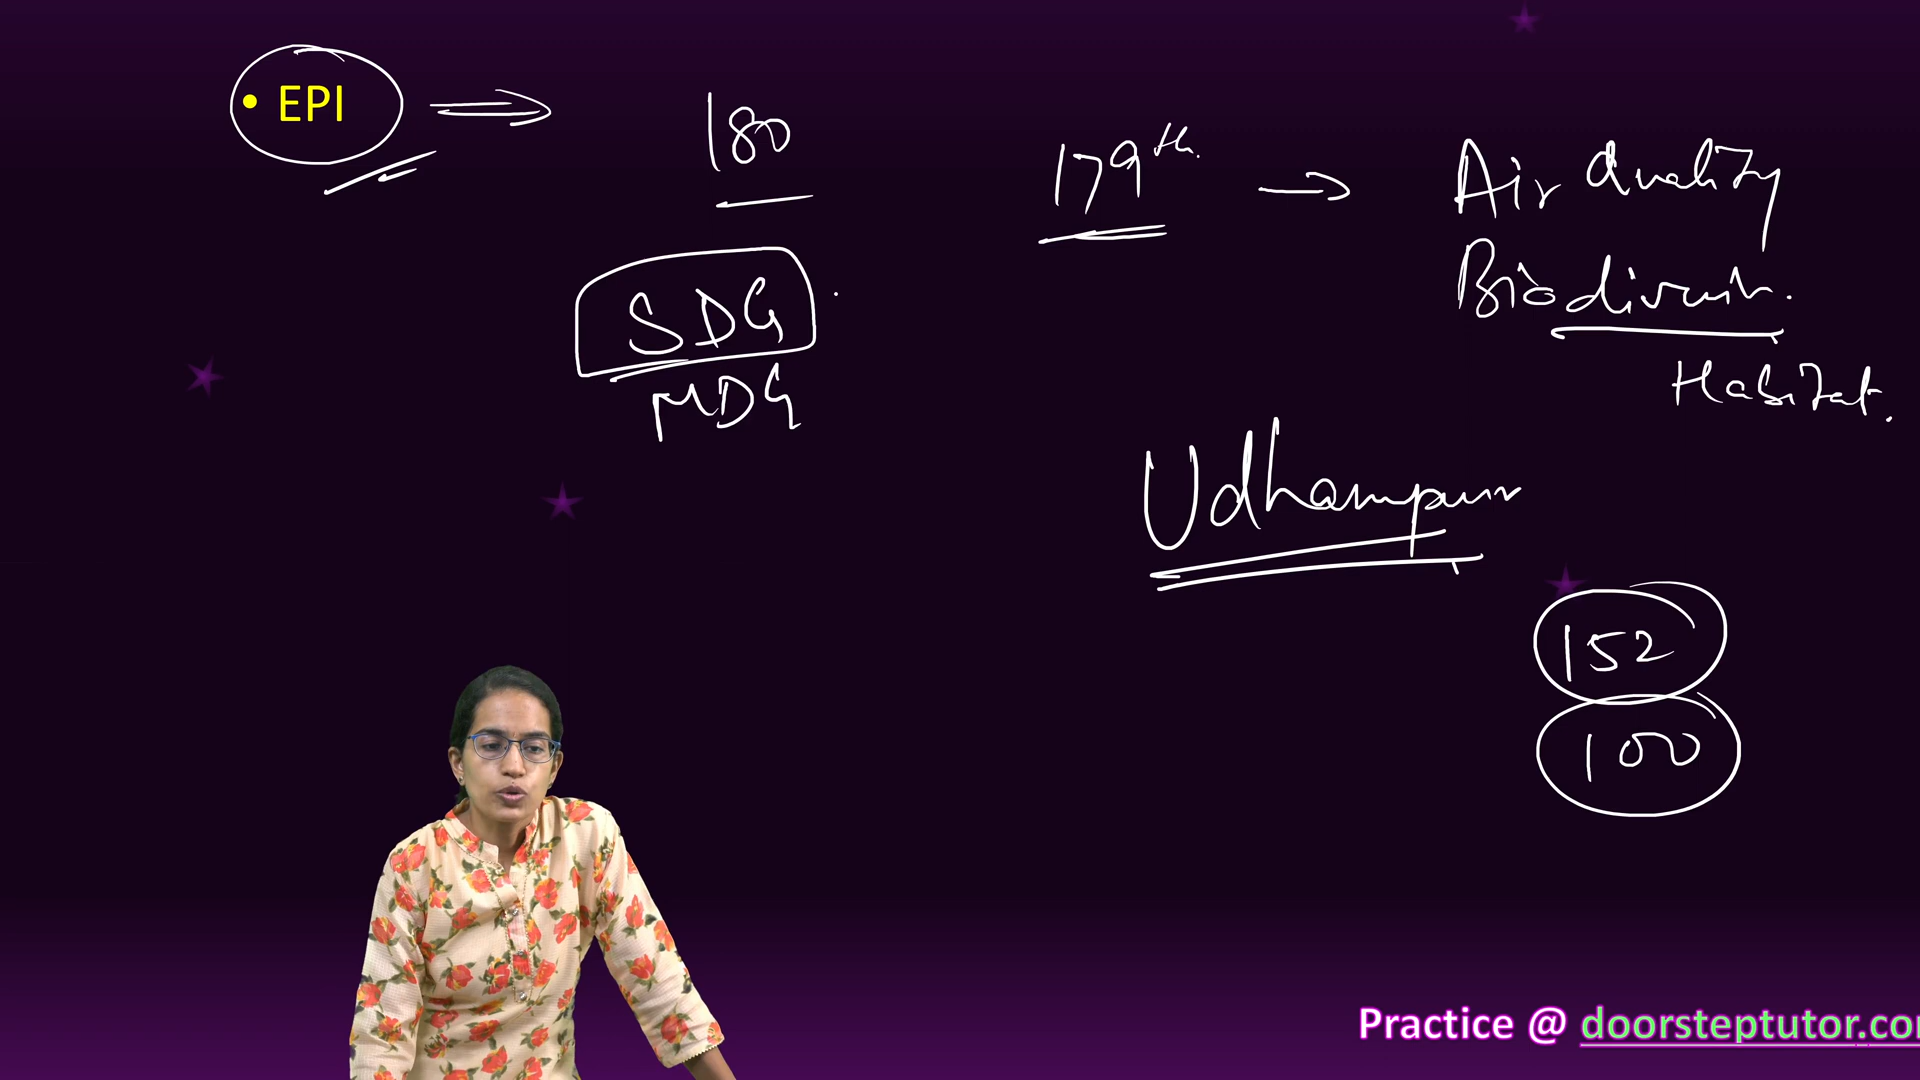 • EPI
180
179th.
Air Quality
Biodiversity.
Habitat.
SDG
MDG
Udhampur
152
100
Practice @ doorsteptutor.co